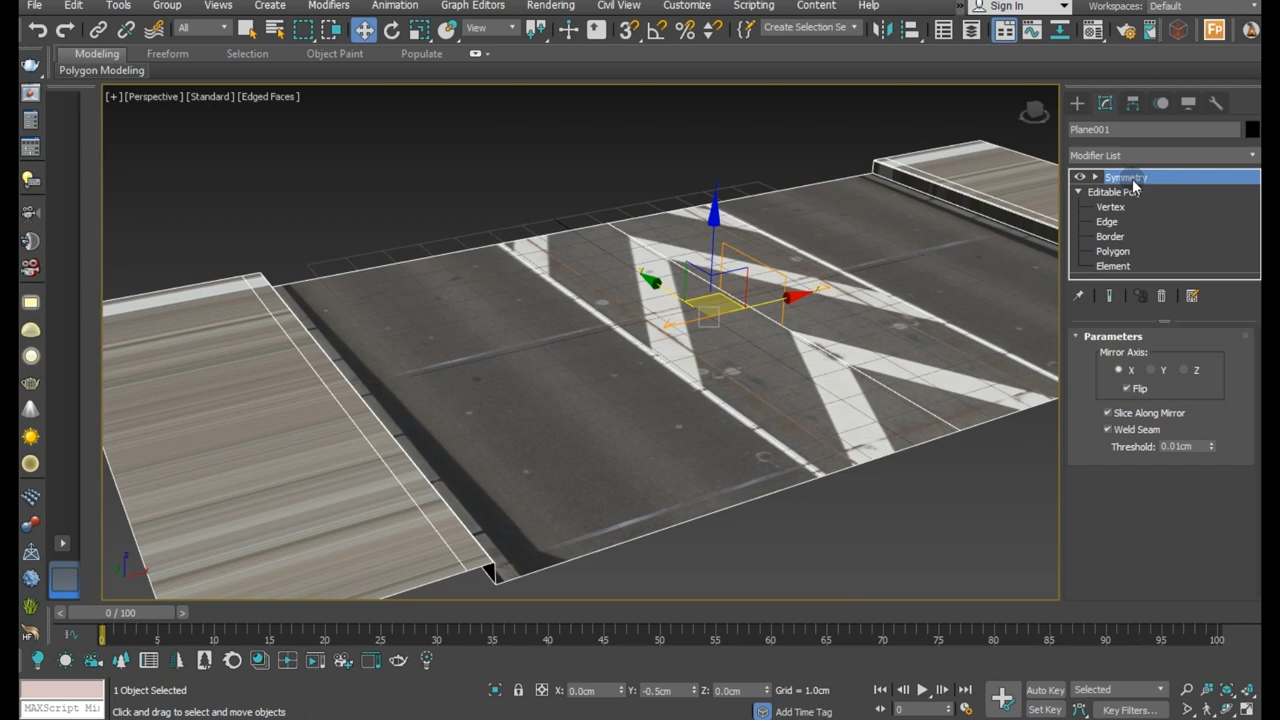 File Edit Tools Group Views Create Modifiers Animation Graph Editors Rendering Civil View Customize Scripting Content Help Sign In Workspaces: Default
All View Create Selection Se
Modeling Freeform Selection Object Paint Populate
Polygon Modeling
[+] [Perspective] [Standard] [Edged Faces]
Plane001
Modifier List
Symmetry
Editable Poly
Vertex
Edge
Border
Polygon
Element
Parameters
Mirror Axis:
X Y Z
Flip
Slice Along Mirror
Weld Seam
Threshold: 0.01cm
0 / 100
0 5 10 15 20 25 30 35 40 45 50 55 60 65 70 75 80 85 90 95 100
1 Object Selected X: 0.0cm Y: -0.5cm Z: 0.0cm Grid = 1.0cm Auto Key Selected
MAXScript Mi Click and drag to select and move objects Add Time Tag 0 Set Key Key Filters...